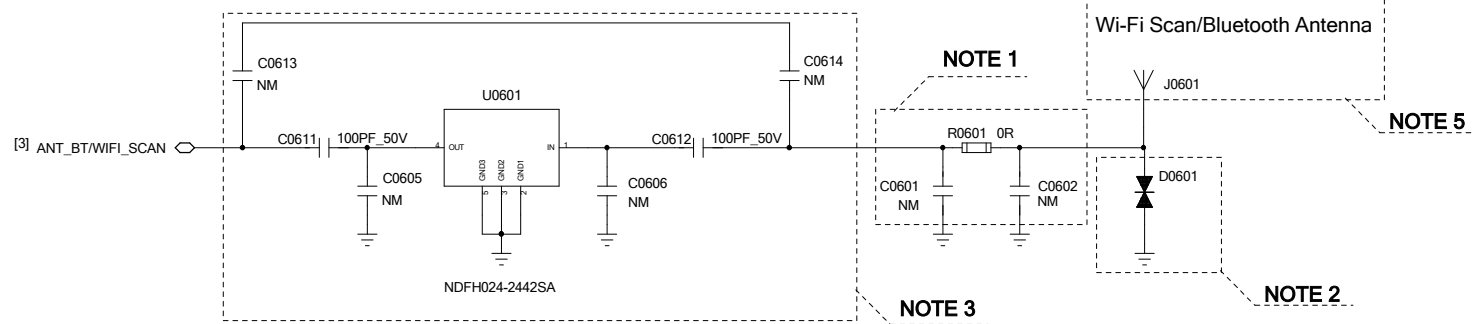 Wi-Fi Scan/Bluetooth Antenna
C0613
NM
C0614
NM
NOTE 1
J0601
NOTE 5
U0601
[3] ANT_BT/WIFI_SCAN
C0611
100PF_50V
4
OUT
IN
1
C0612
100PF_50V
R0601
0R
GND3
GND2
GND1
5
3
2
C0605
NM
C0606
NM
C0601
NM
C0602
NM
D0601
NDFH024-2442SA
NOTE 3
NOTE 2